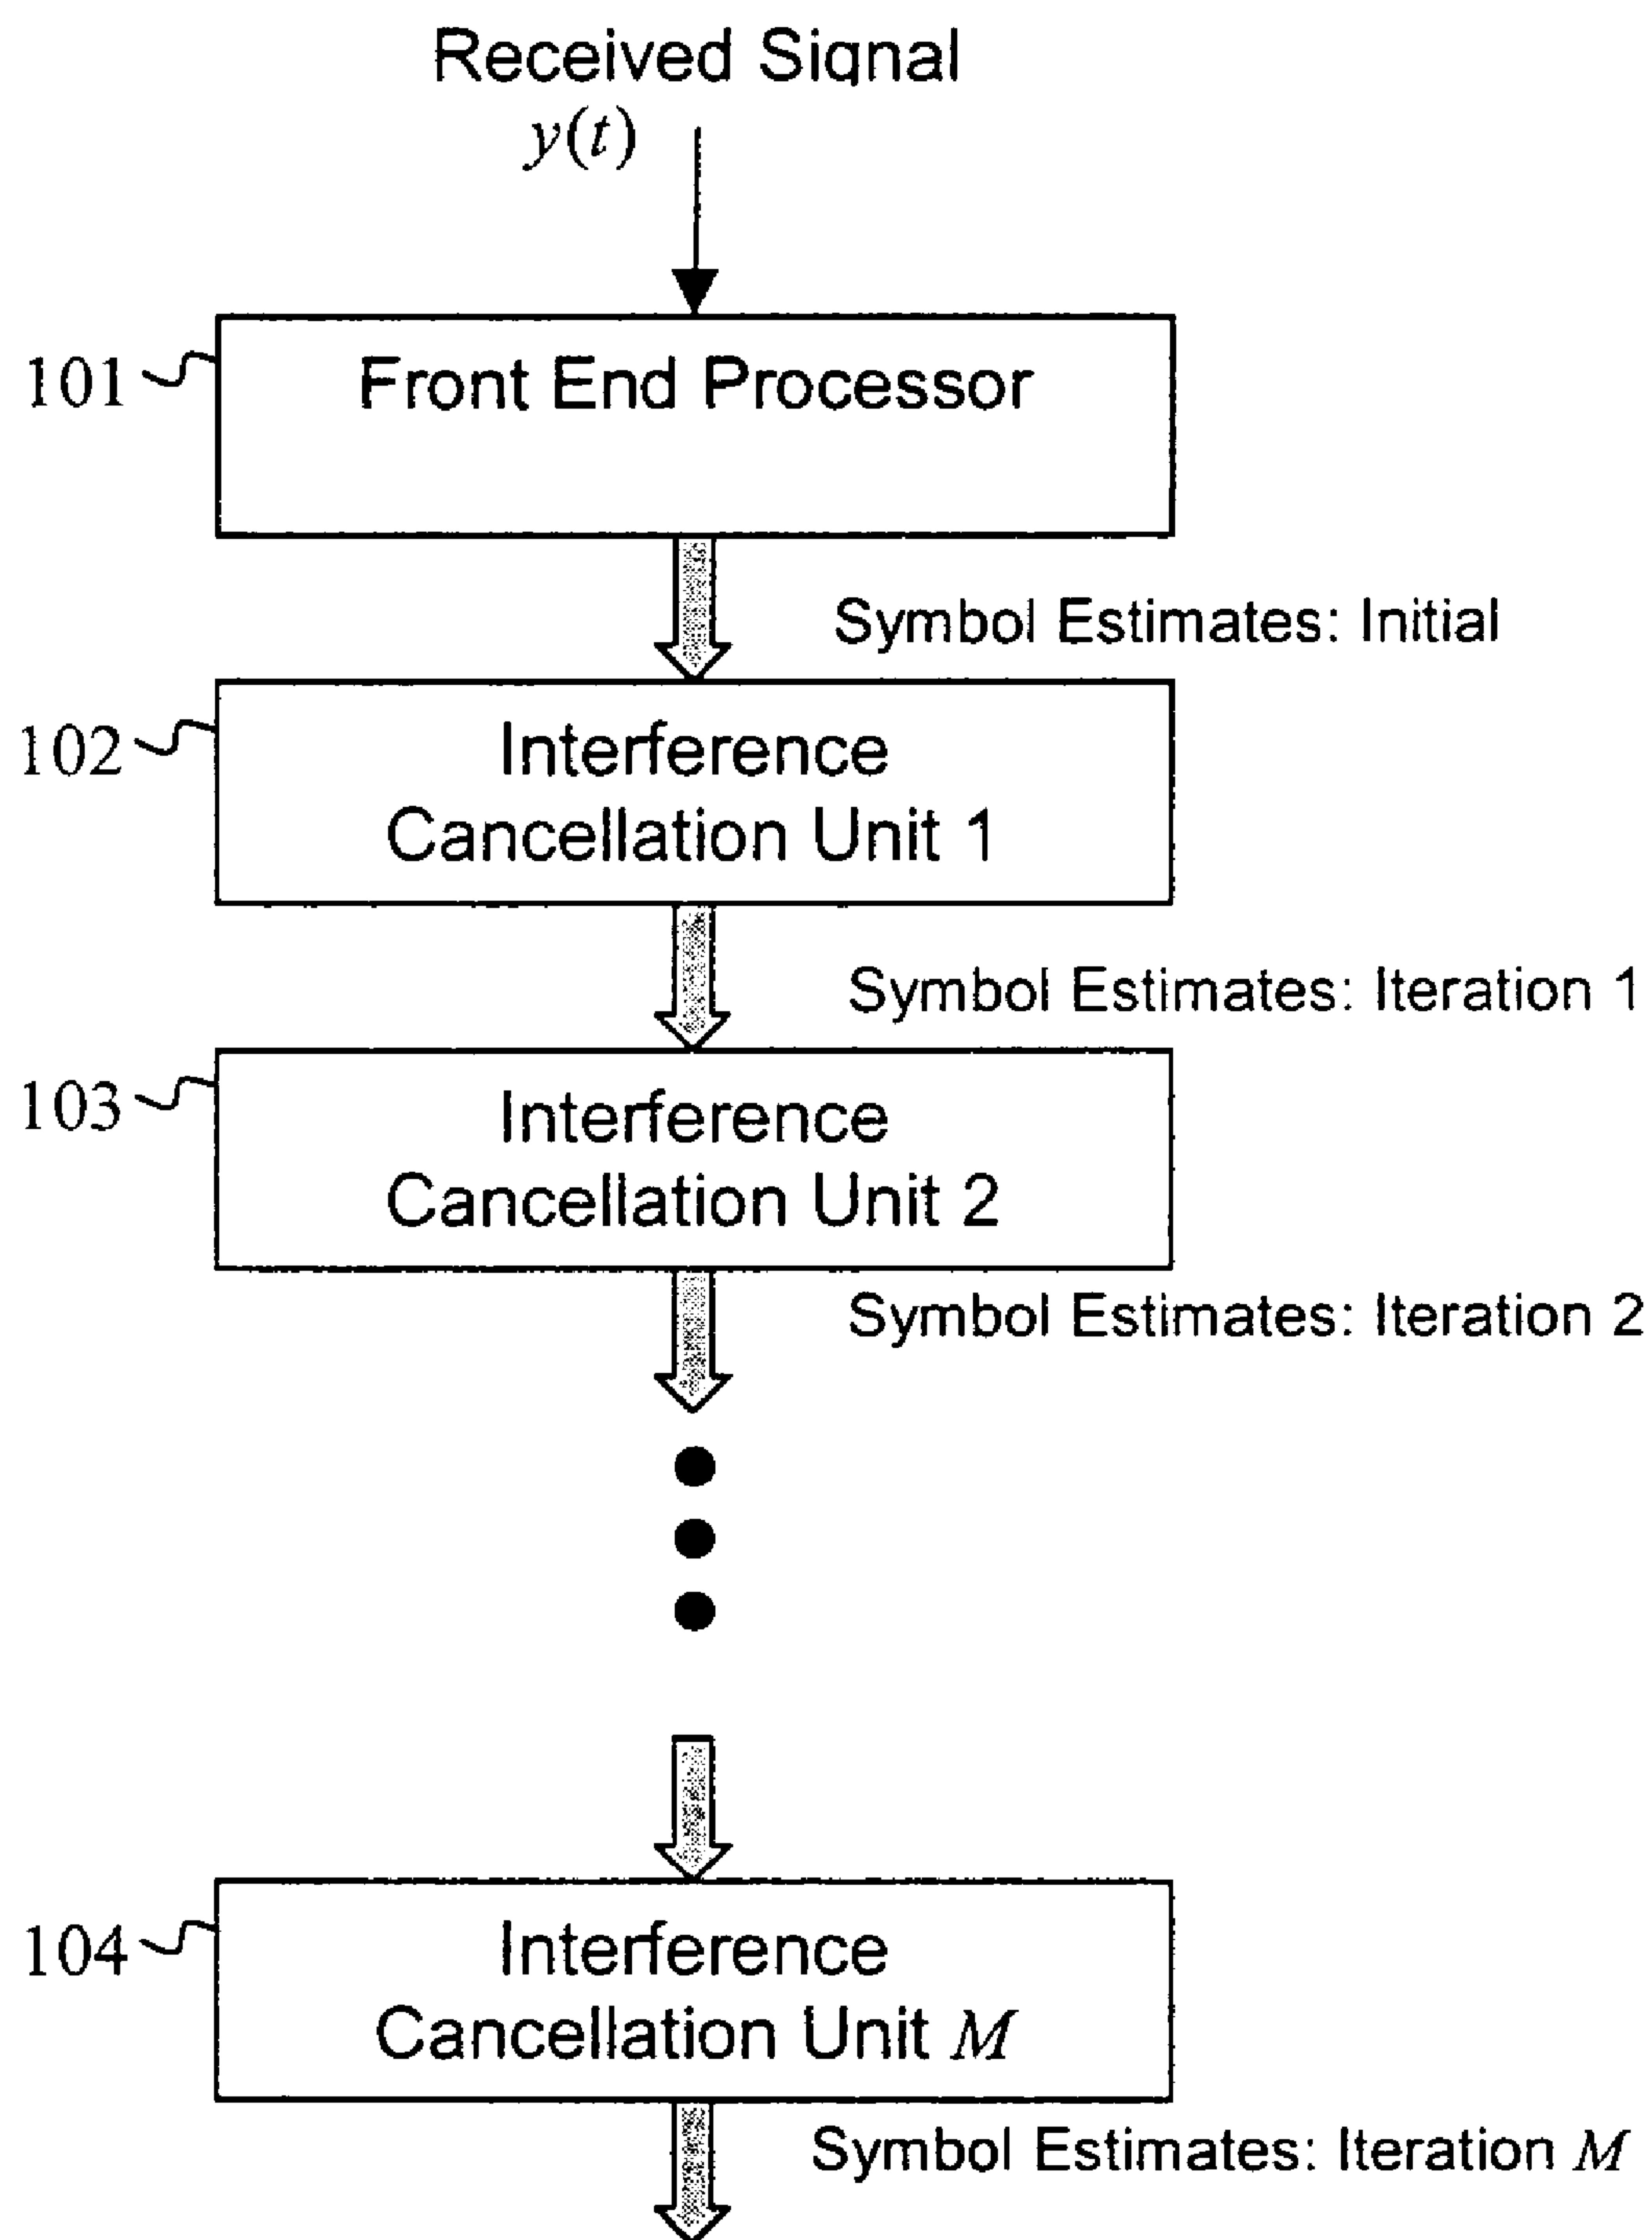 Received Signal
y(t)
101
Front End Processor
Symbol Estimates: Initial
102
Interference
Cancellation Unit 1
Symbol Estimates: Iteration 1
103
Interference
Cancellation Unit 2
Symbol Estimates: Iteration 2
104
Interference
Cancellation Unit M
Symbol Estimates: Iteration M